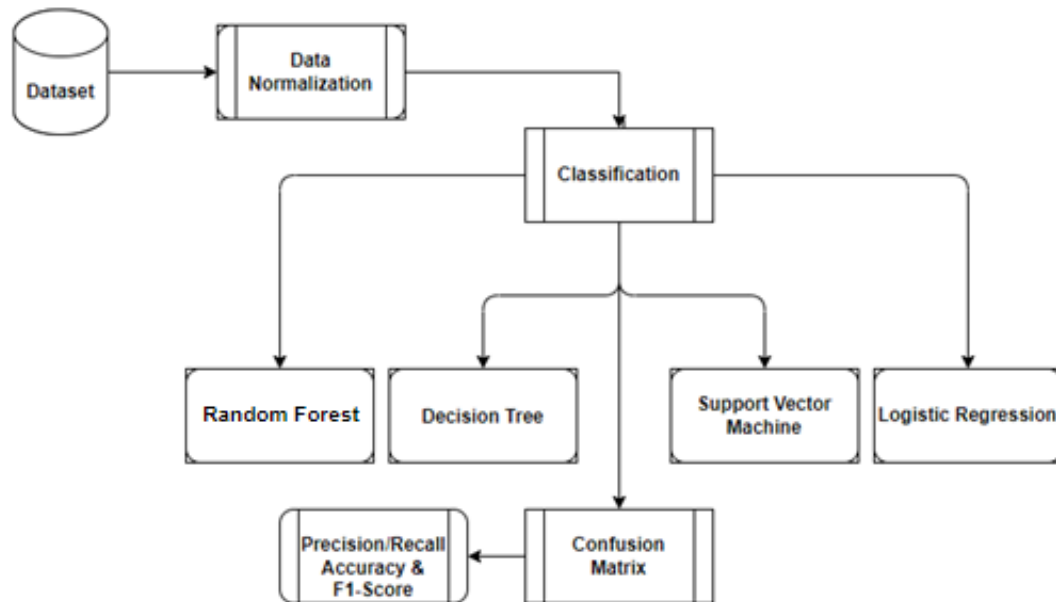 Dataset
Data
Normalization
Classification
Random Forest
Decision Tree
Support Vector
Machine
Logistic Regression
Precision/Recall
Accuracy &
F1-Score
Confusion
Matrix